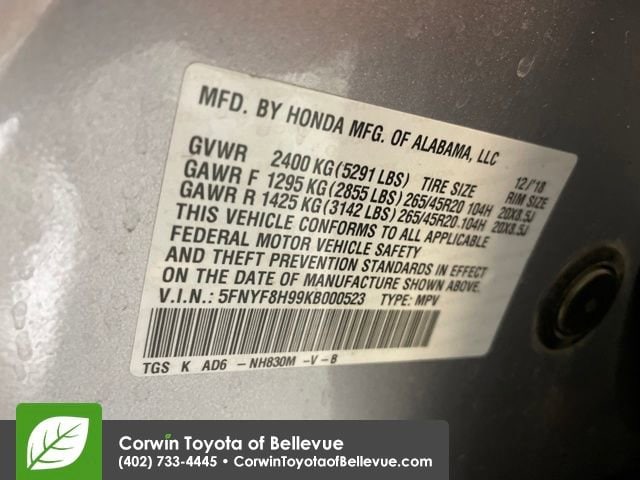 MFD. BY HONDA MFG. OF ALABAMA, LLC
12/'18
GVWR 2400 KG (5291 LBS) TIRE SIZE RIM SIZE
GAWR F 1295 KG (2855 LBS) 265/45R20 104H 20X8.5J
GAWR R 1425 KG (3142 LBS) 265/45R20 104H 20X8.5J
THIS VEHICLE CONFORMS TO ALL APPLICABLE
FEDERAL MOTOR VEHICLE SAFETY
AND THEFT PREVENTION STANDARDS IN EFFECT
ON THE DATE OF MANUFACTURE SHOWN ABOVE.
V.I.N.: 5FNYF8H99KB000523 TYPE: MPV
TGS K AD6 - NH830M -V-B
Corwin Toyota of Bellevue
(402) 733-4445 • CorwinToyotaofBellevue.com